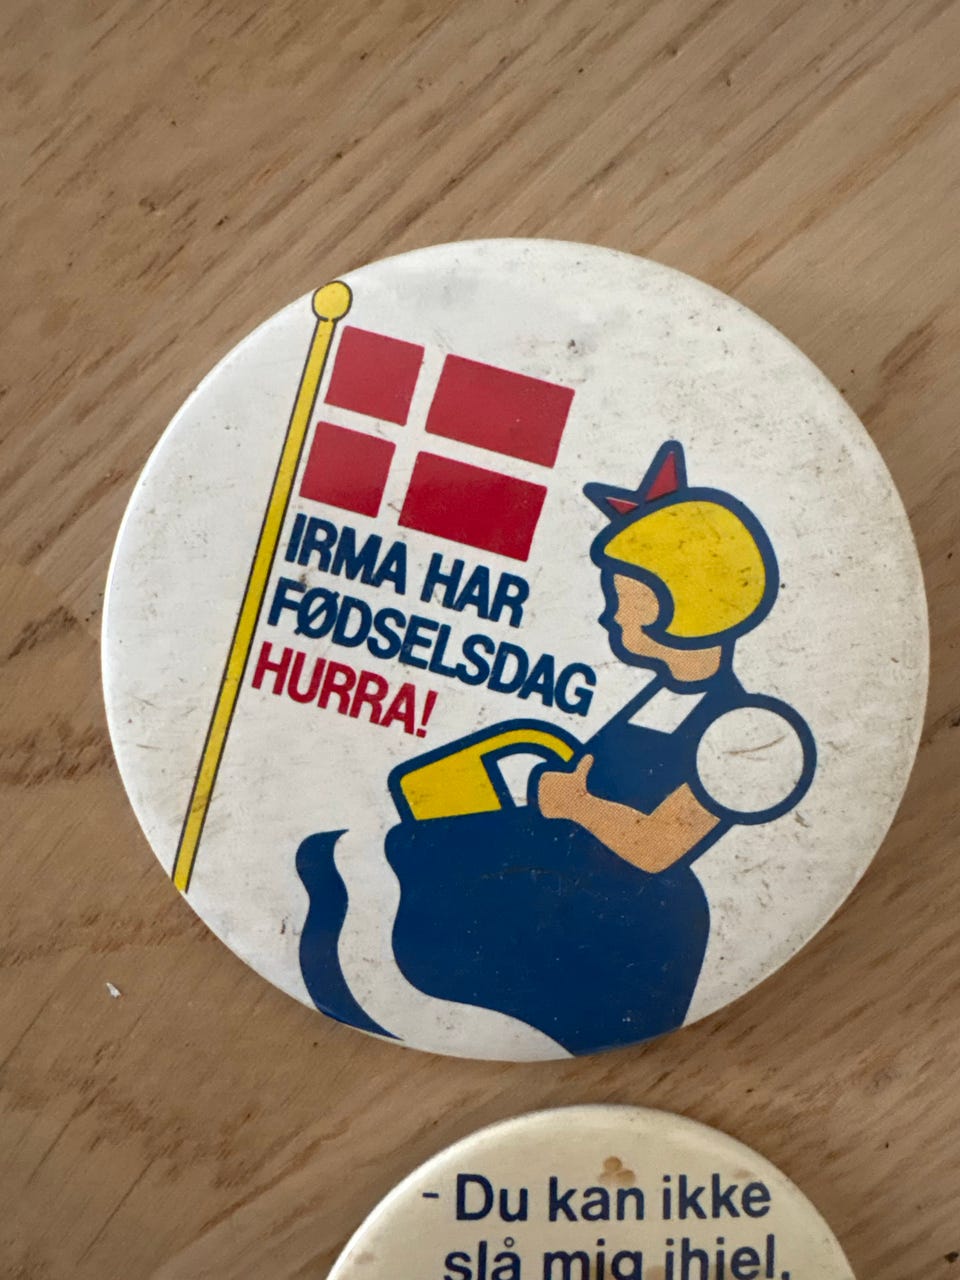 IRMA HAR
FØDSELSDAG
HURRA!
- Du kan ikke
slå mig ihjel.